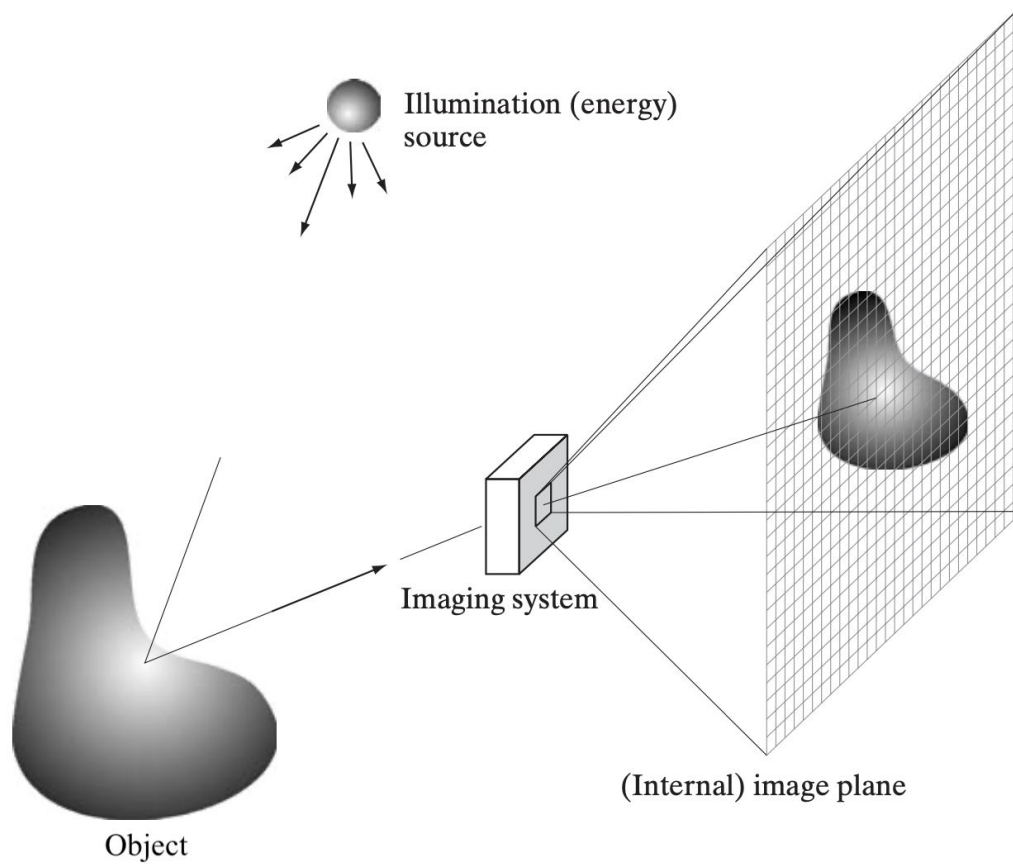 Illumination (energy)
source
Imaging system
(Internal) image plane
Object